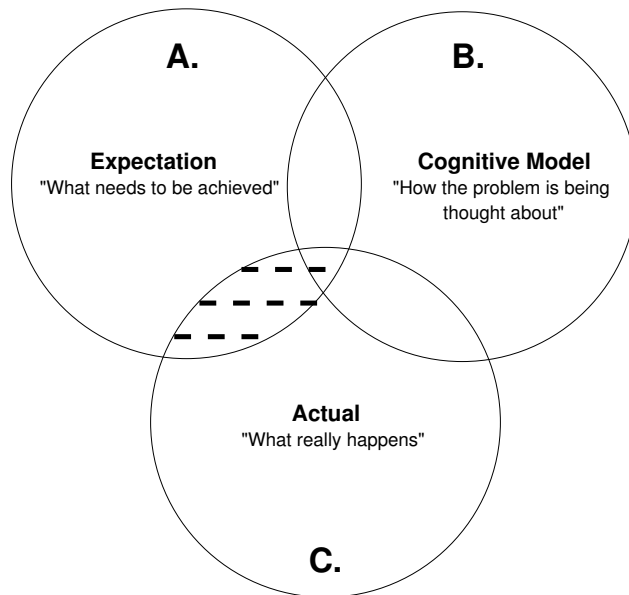 A.
B.
Expectation
"What needs to be achieved"
Cognitive Model
"How the problem is being
thought about"
Actual
"What really happens"
C.